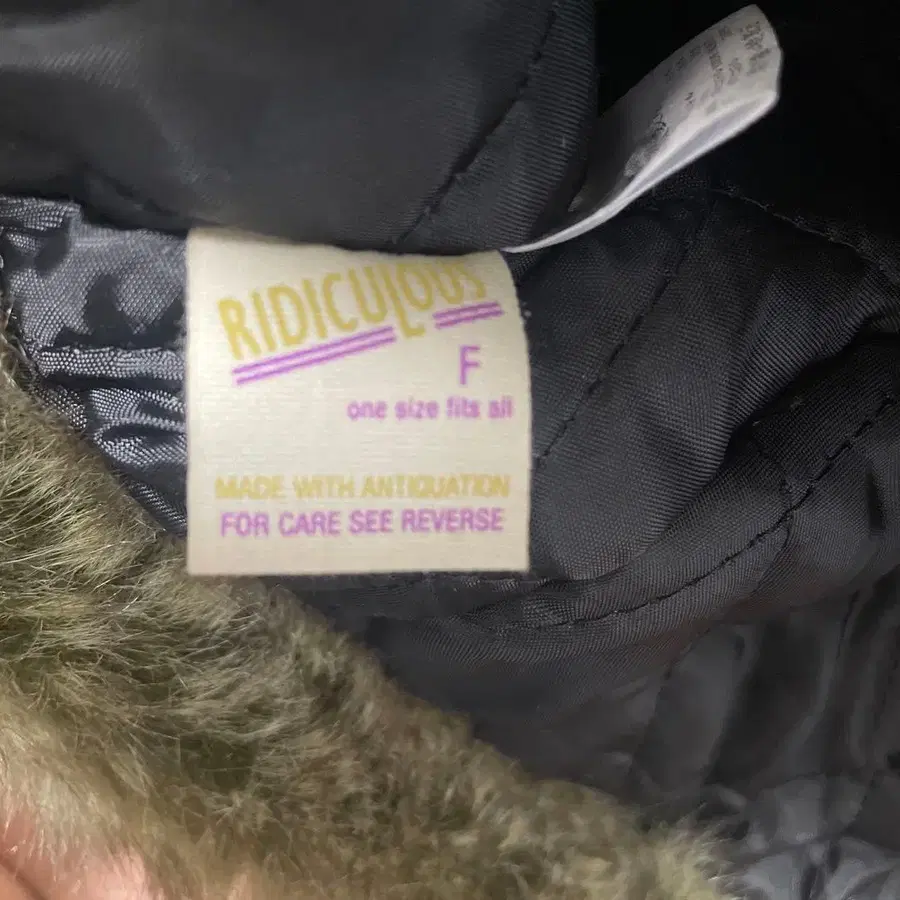 RIDICULOUS
F
one size fits all
MADE WITH ANTIQUATION
FOR CARE SEE REVERSE